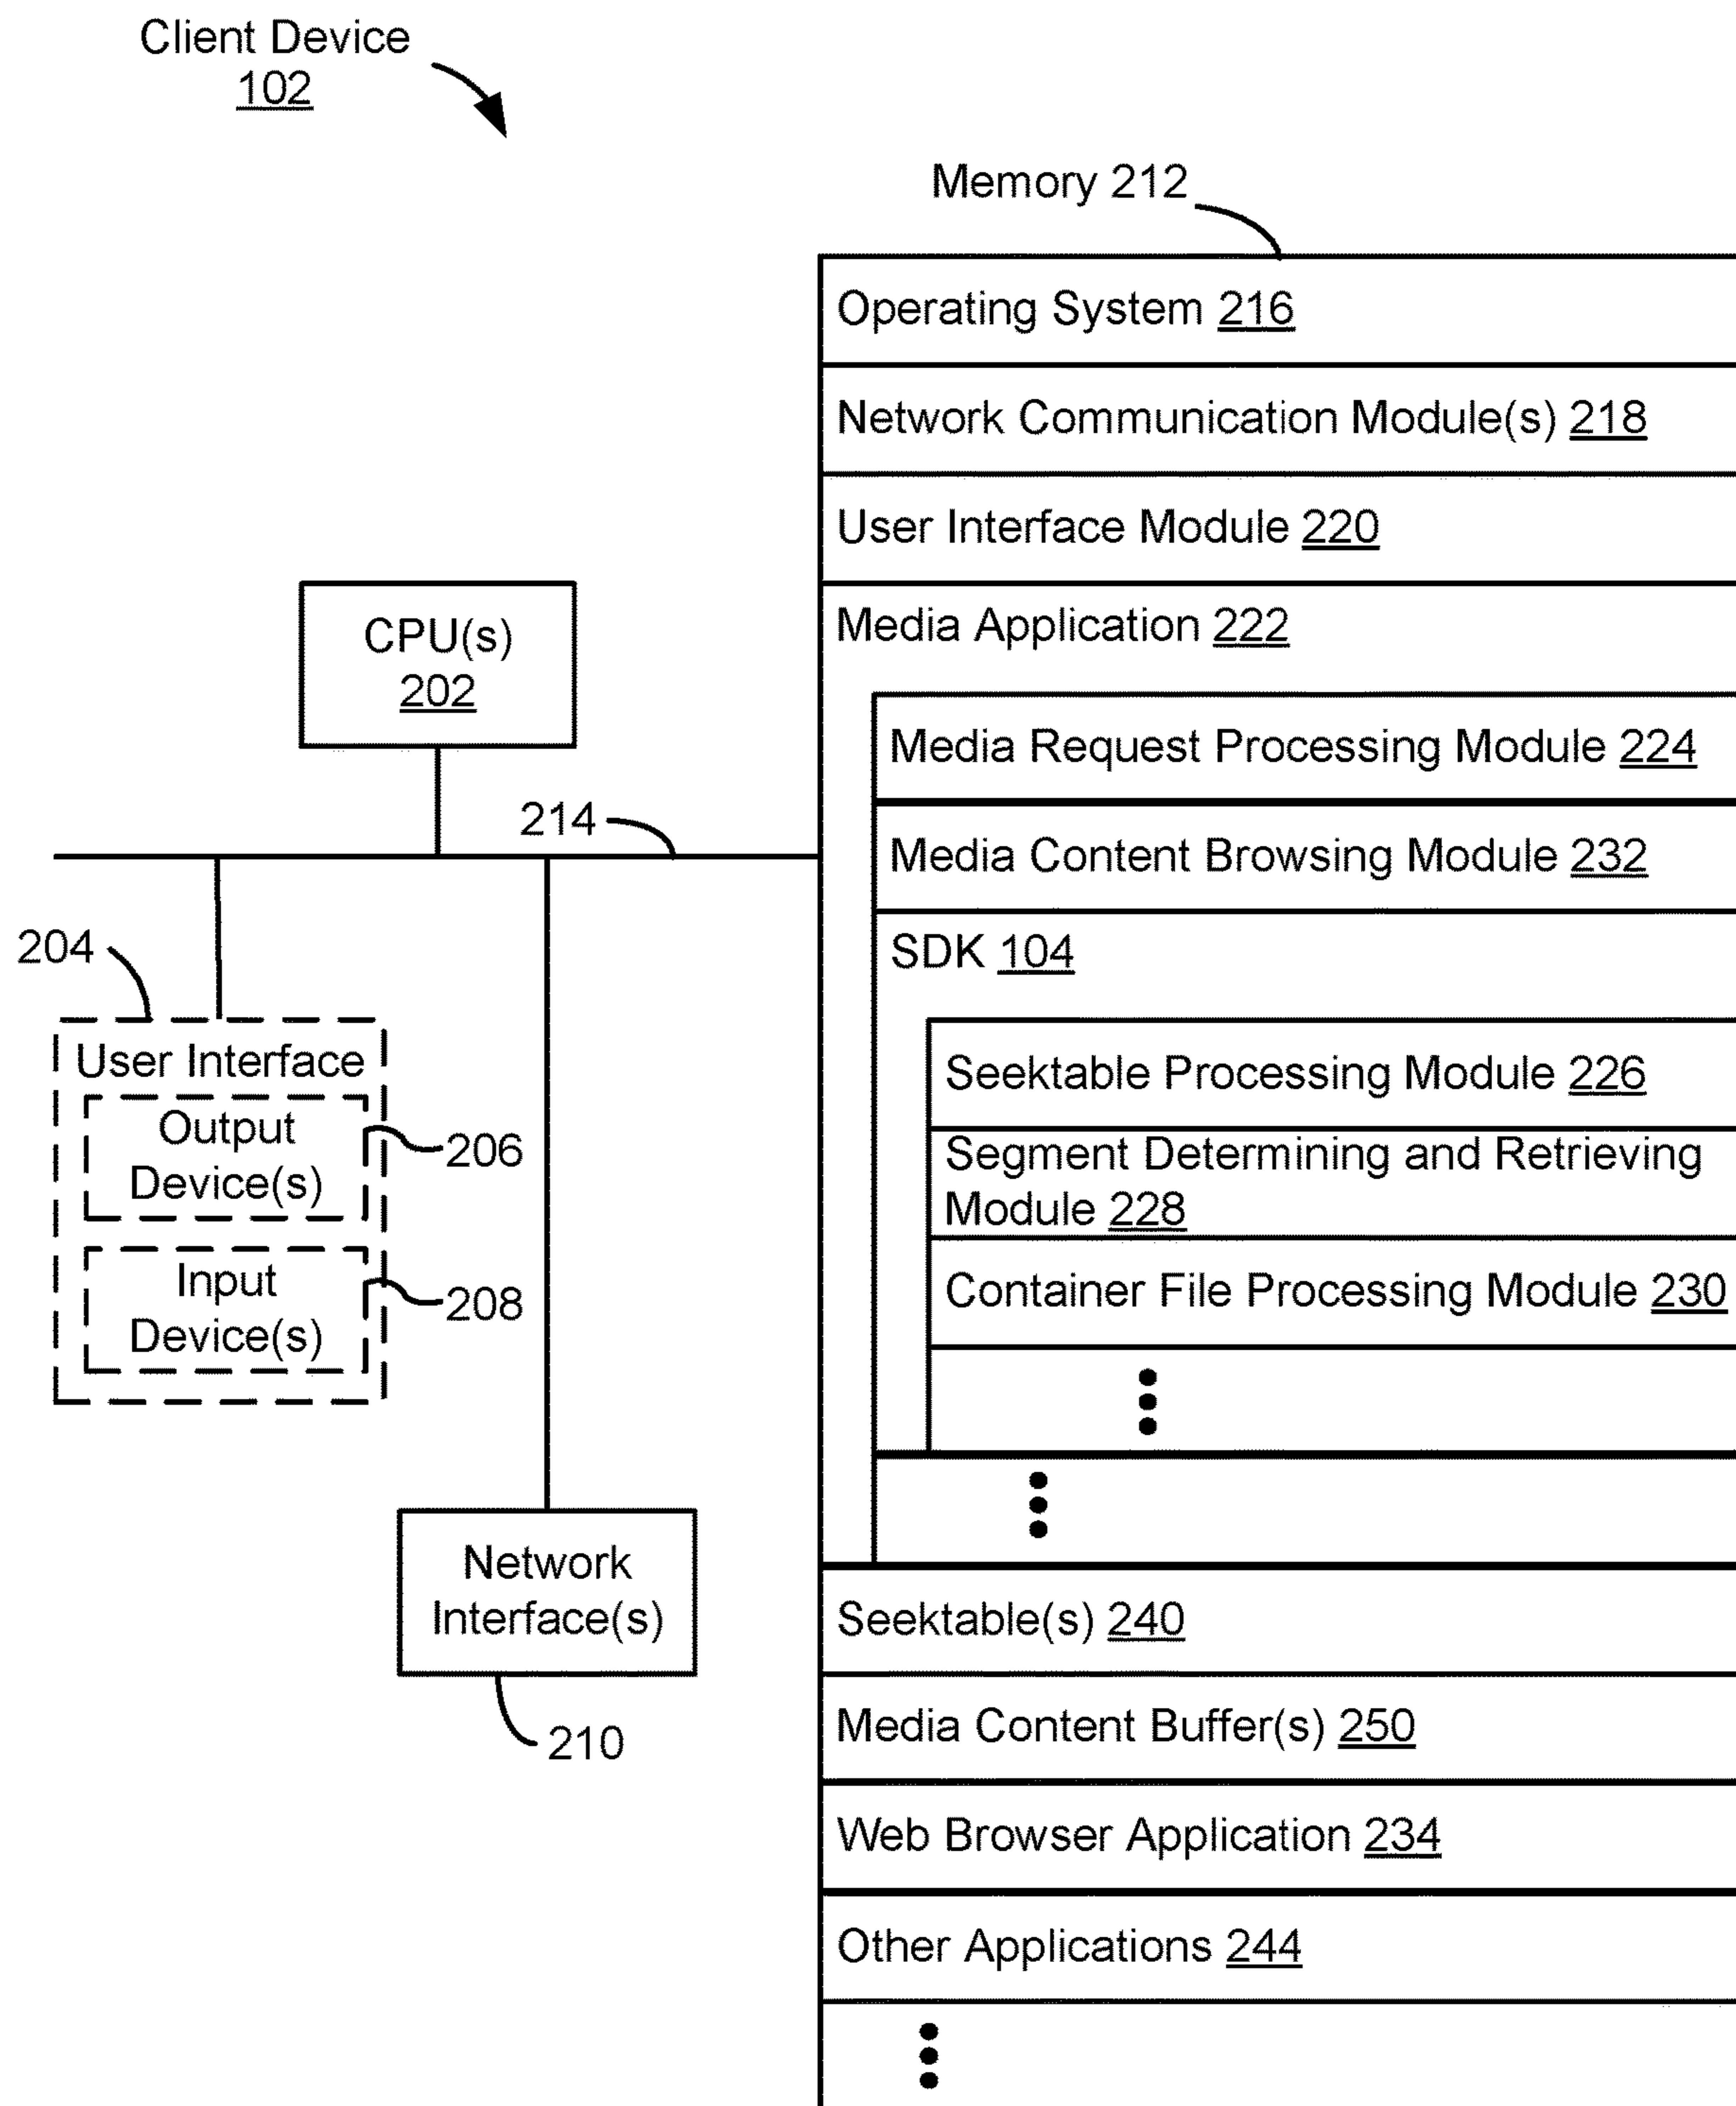 Client Device
102
Memory 212
Operating System 216
Network Communication Module(s) 218
User Interface Module 220
Media Application 222
CPU(s)
202
Media Request Processing Module 224
214
Media Content Browsing Module 232
204
SDK 104
User Interface
Output
Device(s)
206
Input
Device(s)
208
Seektable Processing Module 226
Segment Determining and Retrieving
Module 228
Container File Processing Module 230
Network
Interface(s)
210
Seektable(s) 240
Media Content Buffer(s) 250
Web Browser Application 234
Other Applications 244